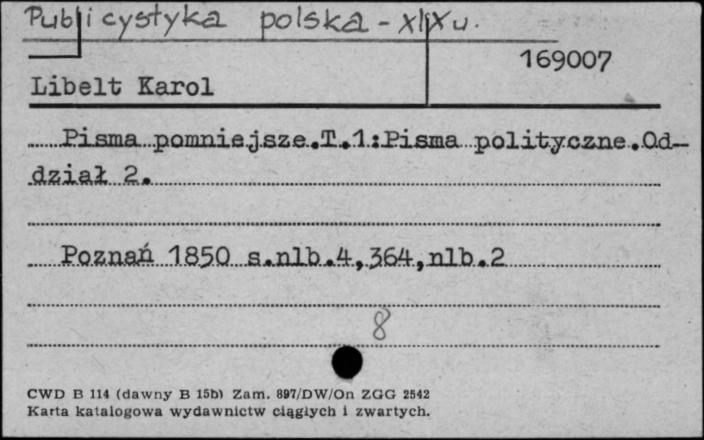 Publicystyka polska - XIX w.
169007
Libelt Karol
Pisma pomniejsze.T.1:Pisma polityczne.Od-
dział 2.
Poznań 1850 s.nlb.4,364,nlb.2
8
CWD B 114 (dawny B 15b) Zam. 897/DW/On ZGG 2542
Karta katalogowa wydawnictw ciągłych i zwartych.